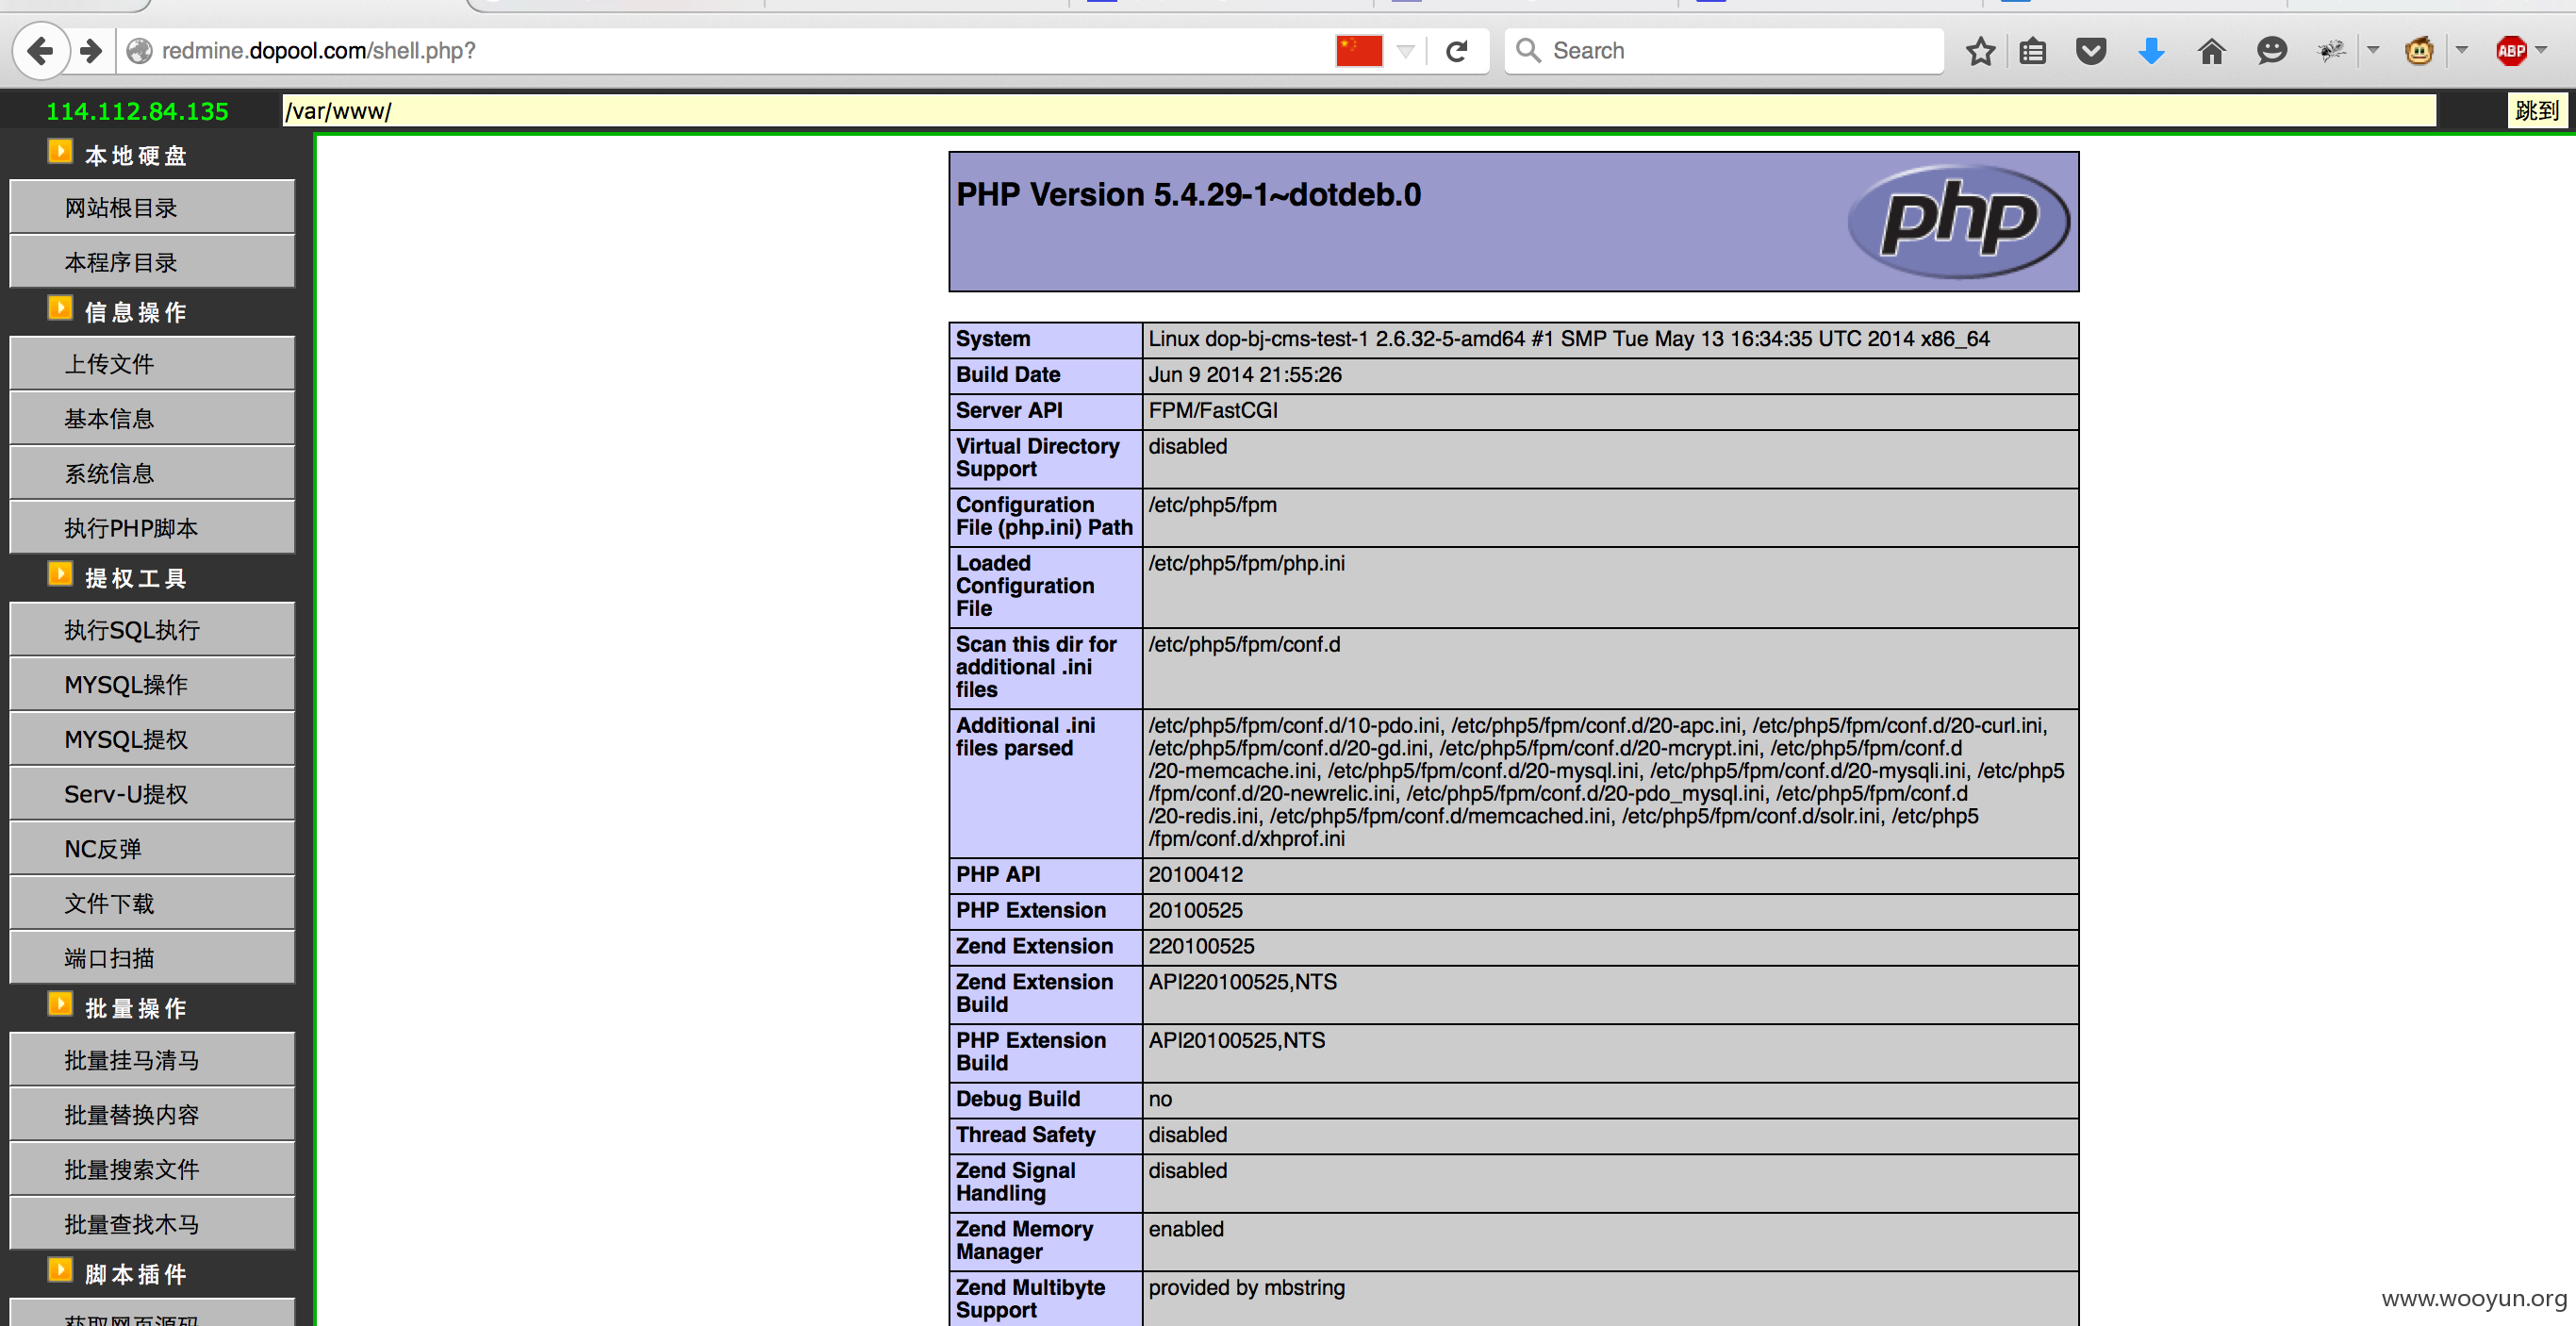 redmine.dopool.com/shell.php?
Search
ABP
114.112.84.135
/var/www/
跳到
本地硬盘
网站根目录
本程序目录
信息操作
上传文件
基本信息
系统信息
执行PHP脚本
提权工具
执行SQL执行
MYSQL操作
MYSQL提权
Serv-U提权
NC反弹
文件下载
端口扫描
批量操作
批量挂马清马
批量替换内容
批量搜索文件
批量查找木马
脚本插件
获取网页源码
PHP Version 5.4.29-1~dotdeb.0
php
System
Linux dop-bj-cms-test-1 2.6.32-5-amd64 #1 SMP Tue May 13 16:34:35 UTC 2014 x86_64
Build Date
Jun 9 2014 21:55:26
Server API
FPM/FastCGI
Virtual Directory
Support
disabled
Configuration
File (php.ini) Path
/etc/php5/fpm
Loaded
Configuration
File
/etc/php5/fpm/php.ini
Scan this dir for
additional .ini
files
/etc/php5/fpm/conf.d
Additional .ini
files parsed
/etc/php5/fpm/conf.d/10-pdo.ini, /etc/php5/fpm/conf.d/20-apc.ini, /etc/php5/fpm/conf.d/20-curl.ini,
/etc/php5/fpm/conf.d/20-gd.ini, /etc/php5/fpm/conf.d/20-mcrypt.ini, /etc/php5/fpm/conf.d
/20-memcache.ini, /etc/php5/fpm/conf.d/20-mysql.ini, /etc/php5/fpm/conf.d/20-mysqli.ini, /etc/php5
/fpm/conf.d/20-newrelic.ini, /etc/php5/fpm/conf.d/20-pdo_mysql.ini, /etc/php5/fpm/conf.d
/20-redis.ini, /etc/php5/fpm/conf.d/memcached.ini, /etc/php5/fpm/conf.d/solr.ini, /etc/php5
/fpm/conf.d/xhprof.ini
PHP API
20100412
PHP Extension
20100525
Zend Extension
220100525
Zend Extension
Build
API220100525,NTS
PHP Extension
Build
API20100525,NTS
Debug Build
no
Thread Safety
disabled
Zend Signal
Handling
disabled
Zend Memory
Manager
enabled
Zend Multibyte
Support
provided by mbstring
www.wooyun.org